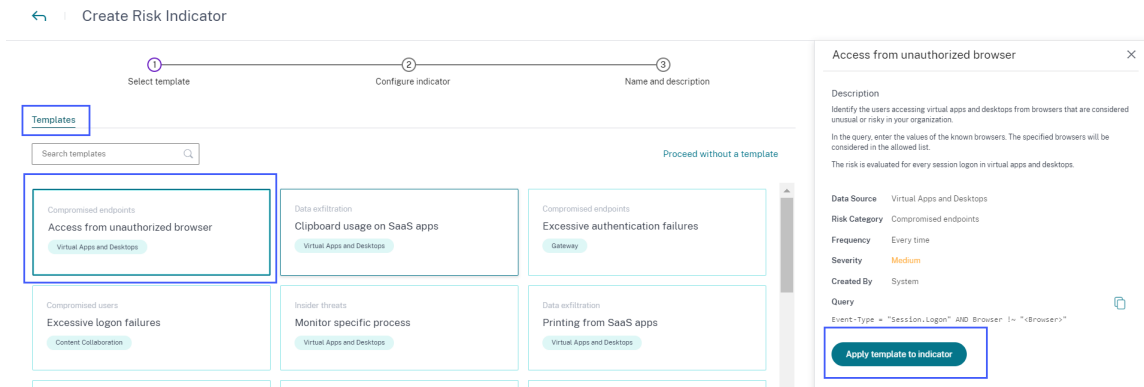 Create Risk Indicator
1
2
3
Select template
Configure indicator
Name and description
Templates
Search templates
Proceed without a template
Compromised endpoints
Access from unauthorized browser
Virtual Apps and Desktops
Data exfiltration
Clipboard usage on SaaS apps
Virtual Apps and Desktops
Compromised endpoints
Excessive authentication failures
Gateway
Compromised users
Excessive logon failures
Content Collaboration
Insider threats
Monitor specific process
Virtual Apps and Desktops
Data exfiltration
Printing from SaaS apps
Virtual Apps and Desktops
Access from unauthorized browser
Description
Identify the users accessing virtual apps and desktops from browsers that are considered
unusual or risky in your organization.
In the query, enter the values of the known browsers. The specified browsers will be
considered in the allowed list.
The risk is evaluated for every session logon in virtual apps and desktops.
Data Source Virtual Apps and Desktops
Risk Category Compromised endpoints
Frequency Every time
Severity Medium
Created By System
Query
Event-Type = "Session.Logon" AND Browser !~ "<Browser>"
Apply template to indicator